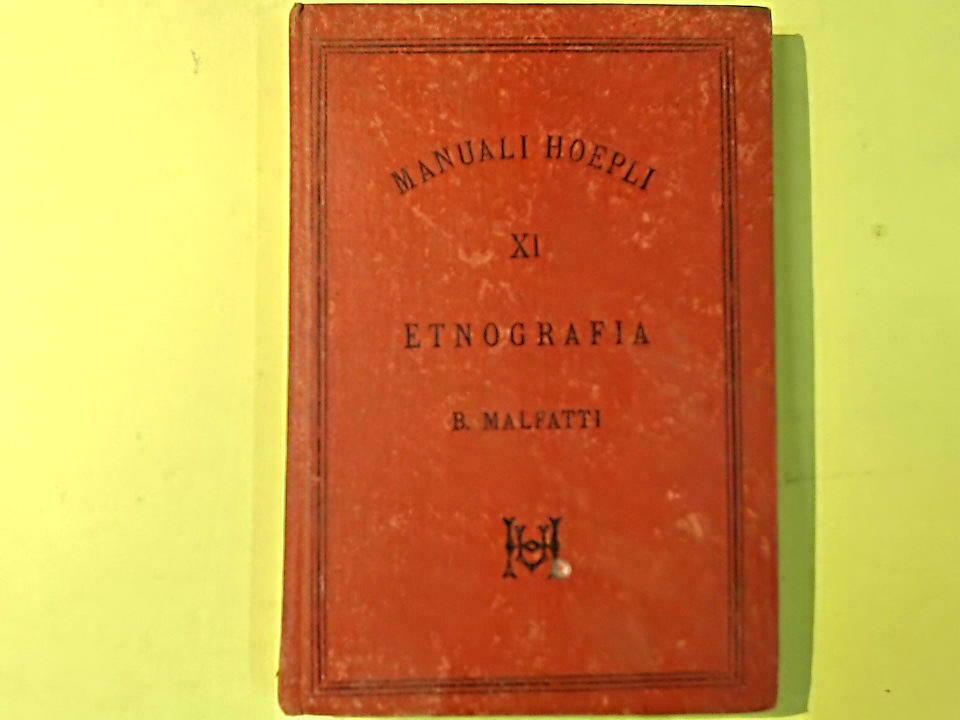 MANUALI HOEPLI
XI
ETNOGRAFIA
B. MALFATTI